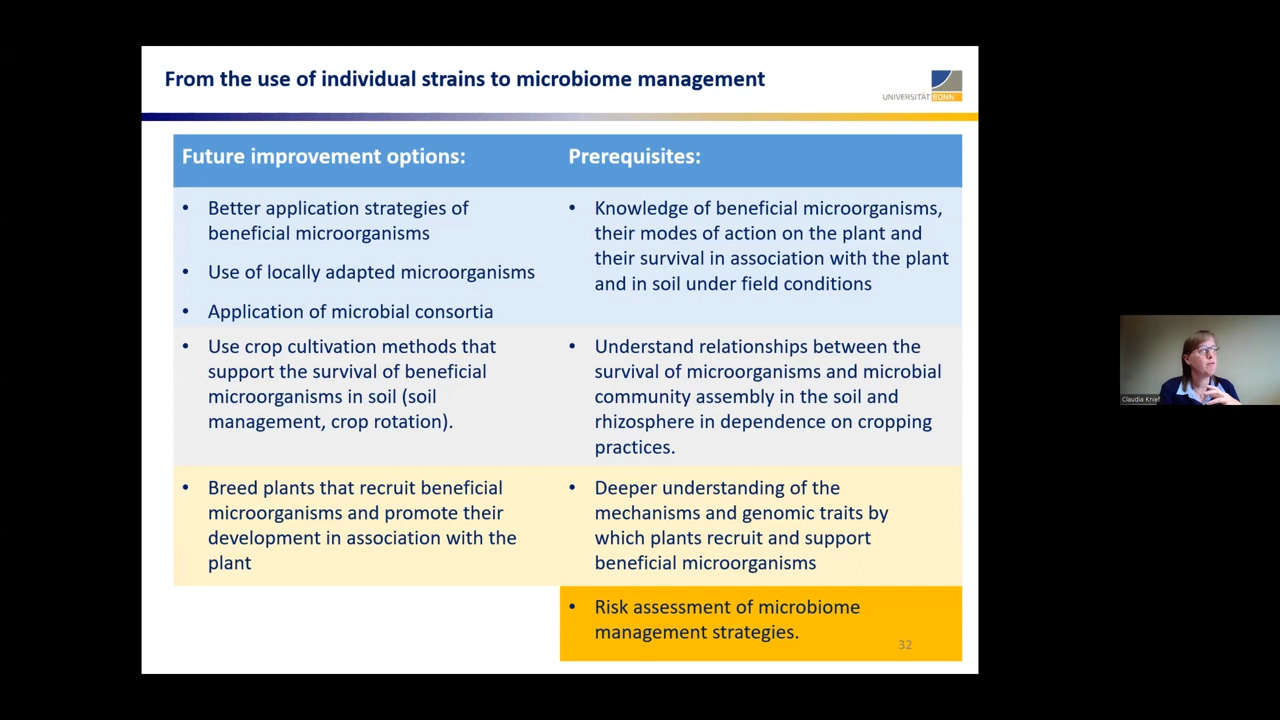 From the use of individual strains to microbiome management
UNIVERSITÄT BONN
Future improvement options:
Prerequisites:
• Better application strategies of
beneficial microorganisms
• Use of locally adapted microorganisms
• Application of microbial consortia
• Knowledge of beneficial microorganisms,
their modes of action on the plant and
their survival in association with the plant
and in soil under field conditions
• Use crop cultivation methods that
support the survival of beneficial
microorganisms in soil (soil
management, crop rotation).
• Understand relationships between the
survival of microorganisms and microbial
community assembly in the soil and
rhizosphere in dependence on cropping
practices.
• Breed plants that recruit beneficial
microorganisms and promote their
development in association with the
plant
• Deeper understanding of the
mechanisms and genomic traits by
which plants recruit and support
beneficial microorganisms
• Risk assessment of microbiome
management strategies.
32
Claudia Knief